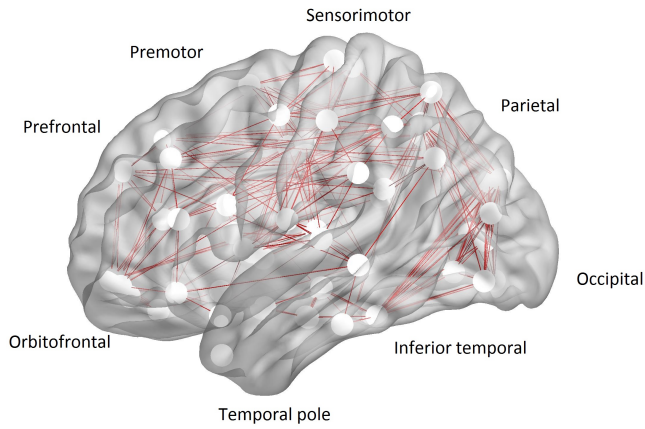 Sensorimotor
Premotor
Parietal
Prefrontal
Occipital
Orbitofrontal
Inferior temporal
Temporal pole